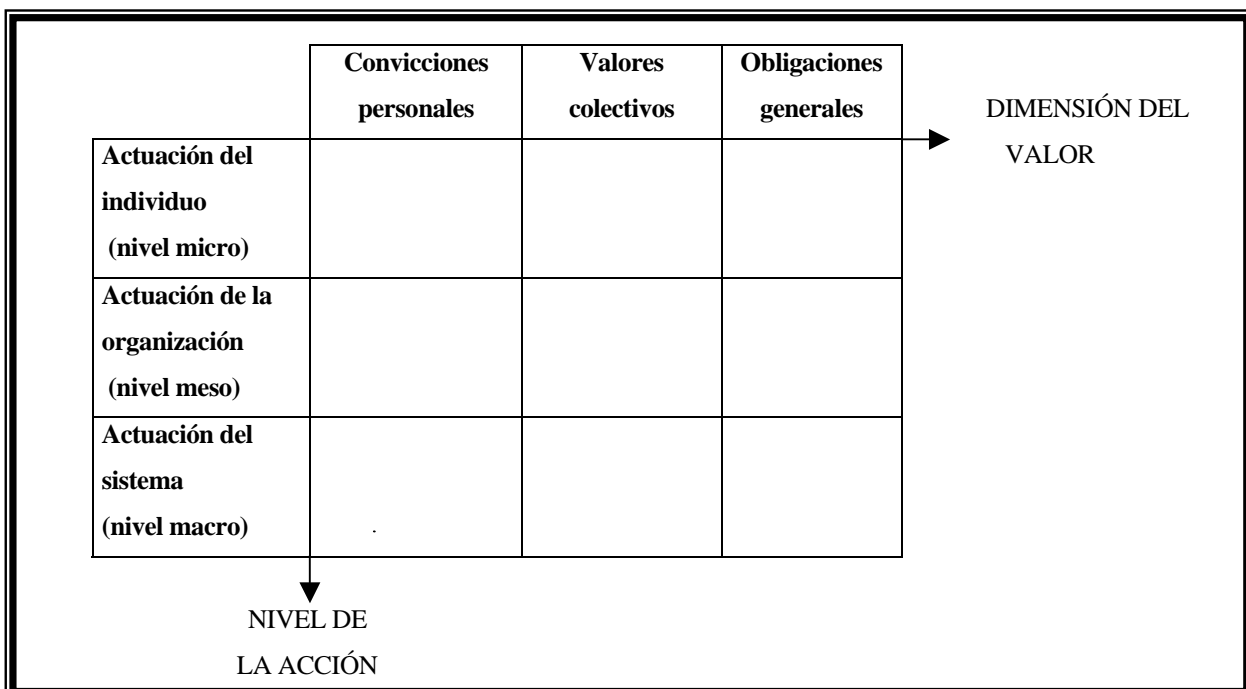 Convicciones
personales
Valores
colectivos
Obligaciones
generales
DIMENSIÓN DEL
VALOR
Actuación del
individuo
(nivel micro)
Actuación de la
organización
(nivel meso)
Actuación del
sistema
(nivel macro)
.
NIVEL DE
LA ACCIÓN